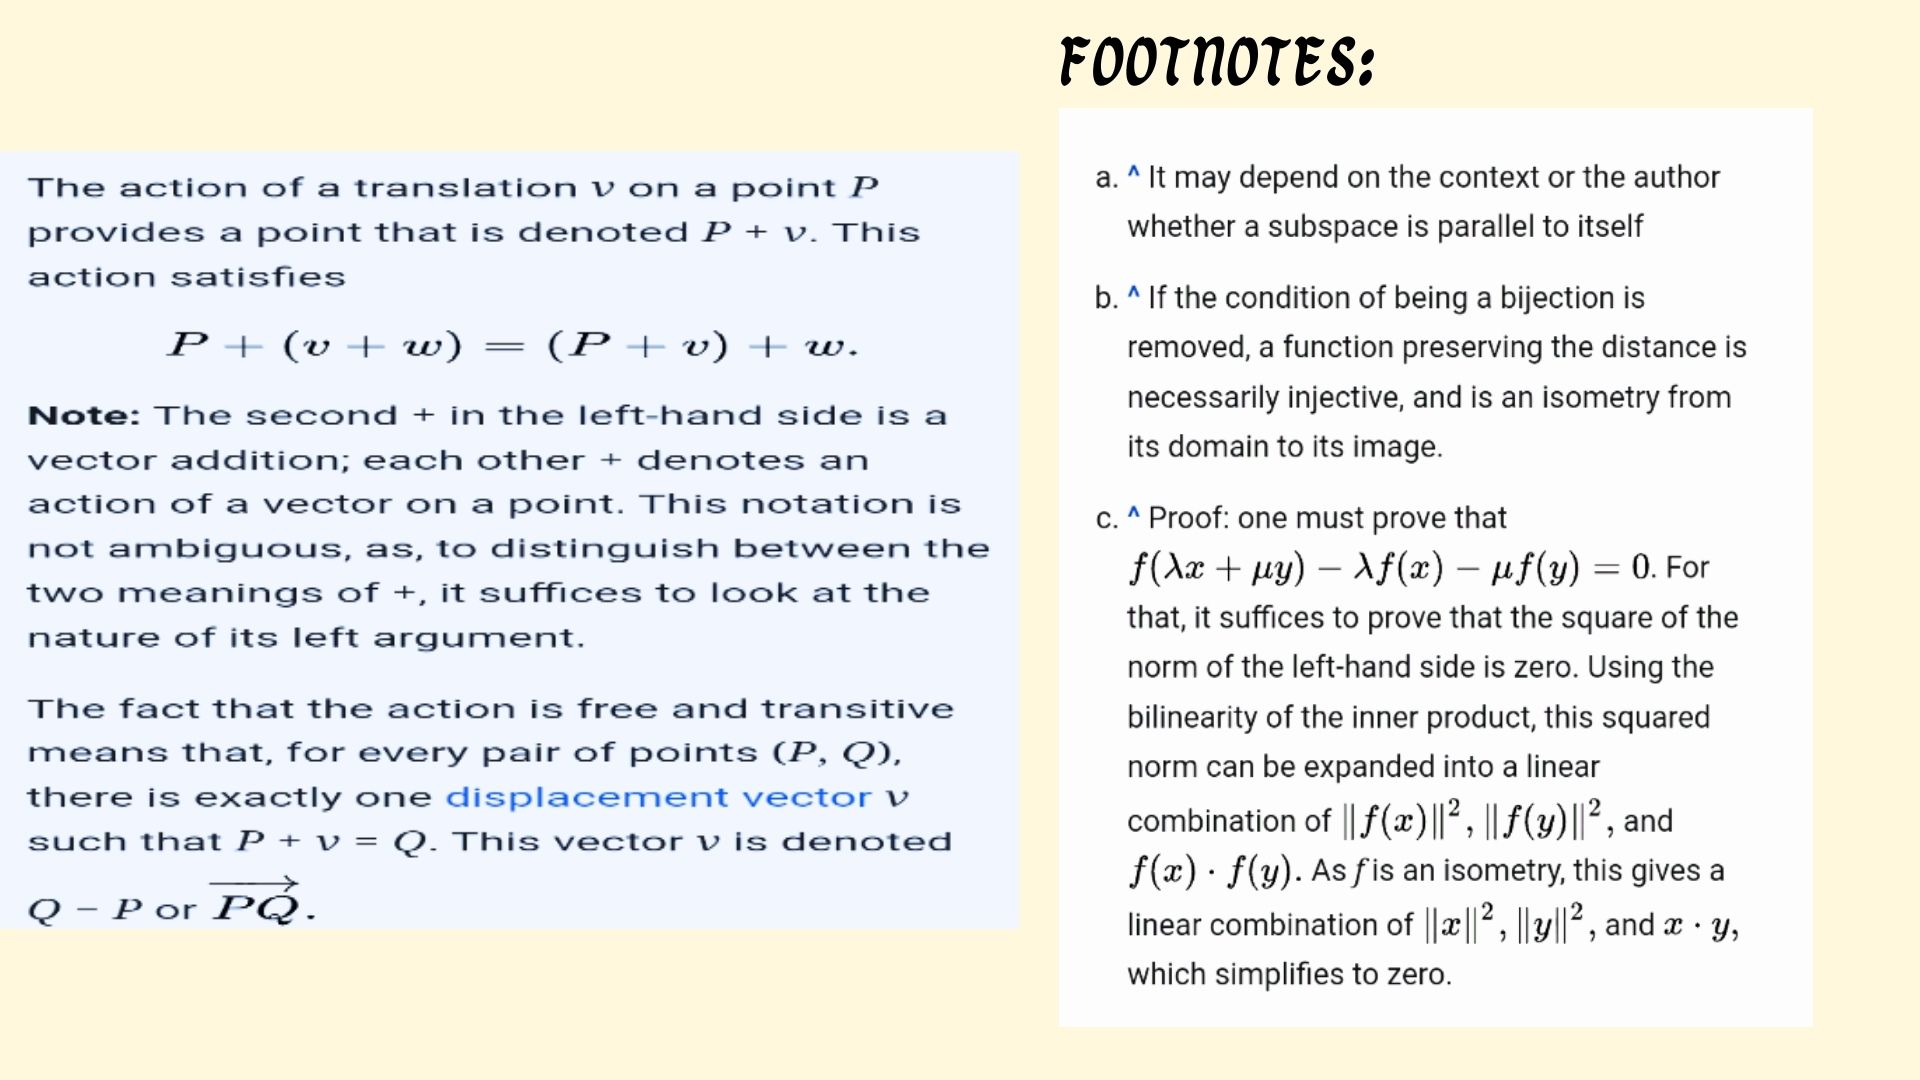 The action of a translation v on a point P
provides a point that is denoted P + v. This
action satisfies
P + (v + w) = (P + v) + w.
Note: The second + in the left-hand side is a
vector addition; each other + denotes an
action of a vector on a point. This notation is
not ambiguous, as, to distinguish between the
two meanings of +, it suffices to look at the
nature of its left argument.
The fact that the action is free and transitive
means that, for every pair of points (P, Q),
there is exactly one displacement vector v
such that P + v = Q. This vector v is denoted
Q − P or \overrightarrow{PQ}.
FOOTNOTES:
a. ^ It may depend on the context or the author
whether a subspace is parallel to itself
b. ^ If the condition of being a bijection is
removed, a function preserving the distance is
necessarily injective, and is an isometry from
its domain to its image.
c. ^ Proof: one must prove that
f(λx + μy) − λf(x) − μf(y) = 0. For
that, it suffices to prove that the square of the
norm of the left-hand side is zero. Using the
bilinearity of the inner product, this squared
norm can be expanded into a linear
combination of ‖f(x)‖², ‖f(y)‖², and
f(x) · f(y). As f is an isometry, this gives a
linear combination of ‖x‖², ‖y‖², and x · y,
which simplifies to zero.